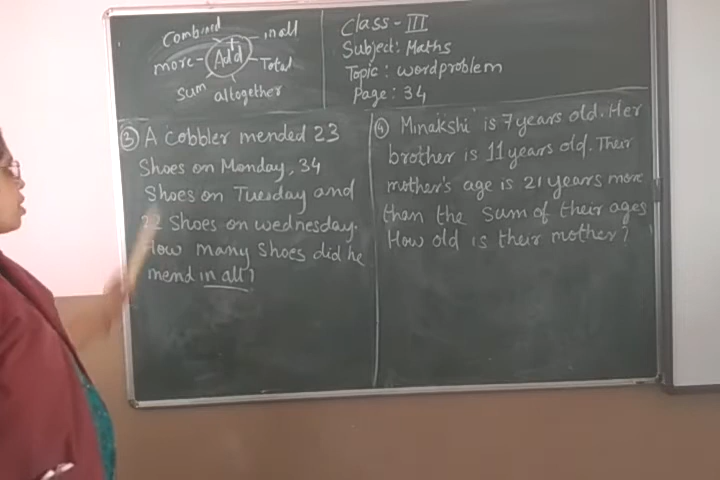 Combined
in all
more
Add
Total
Sum
altogether
Class - III
Subject: Maths
Topic: wordproblem
Page: 34
③ A cobbler mended 23
Shoes on Monday, 34
Shoes on Tuesday and
22 Shoes on wednesday.
How many Shoes did he
mend in all?
④ Minakshi is 7 years old. Her
brother is 11 years old. Their
mother's age is 21 years more
than the sum of their ages
How old is their mother?